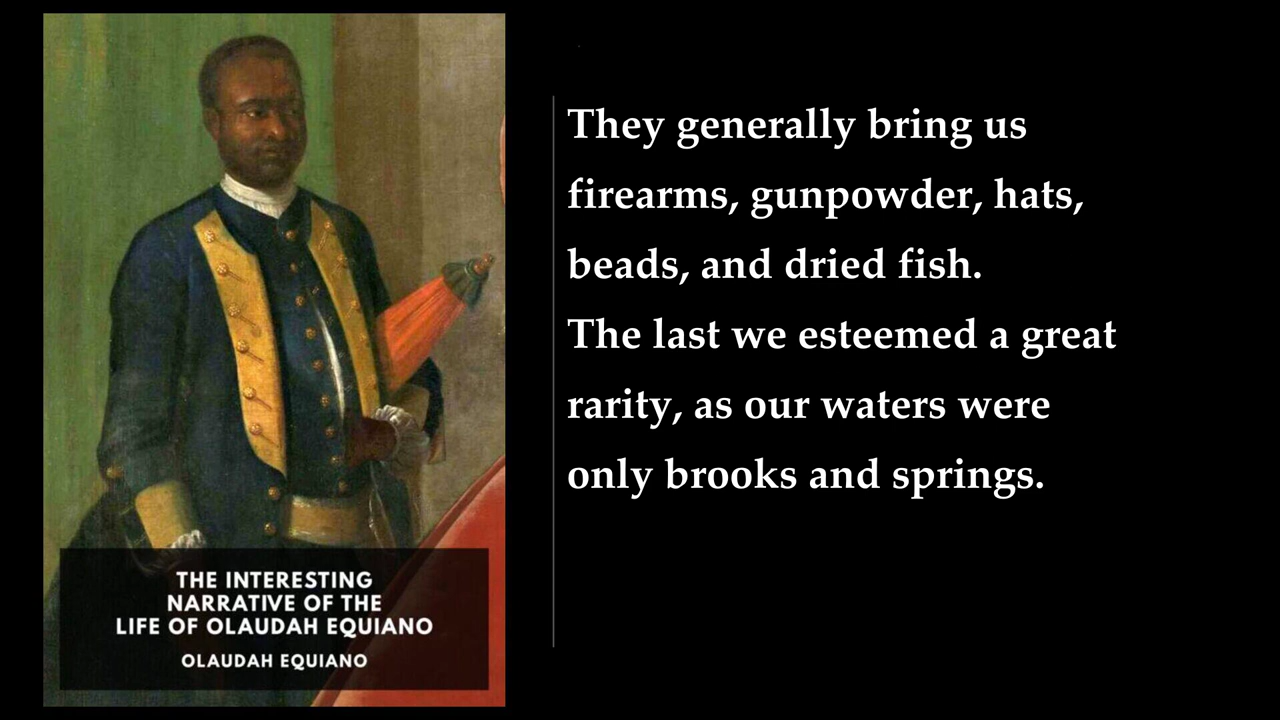 They generally bring us
firearms, gunpowder, hats,
beads, and dried fish.
The last we esteemed a great
rarity, as our waters were
only brooks and springs.
THE INTERESTING
NARRATIVE OF THE
LIFE OF OLAUDAH EQUIANO
OLAUDAH EQUIANO